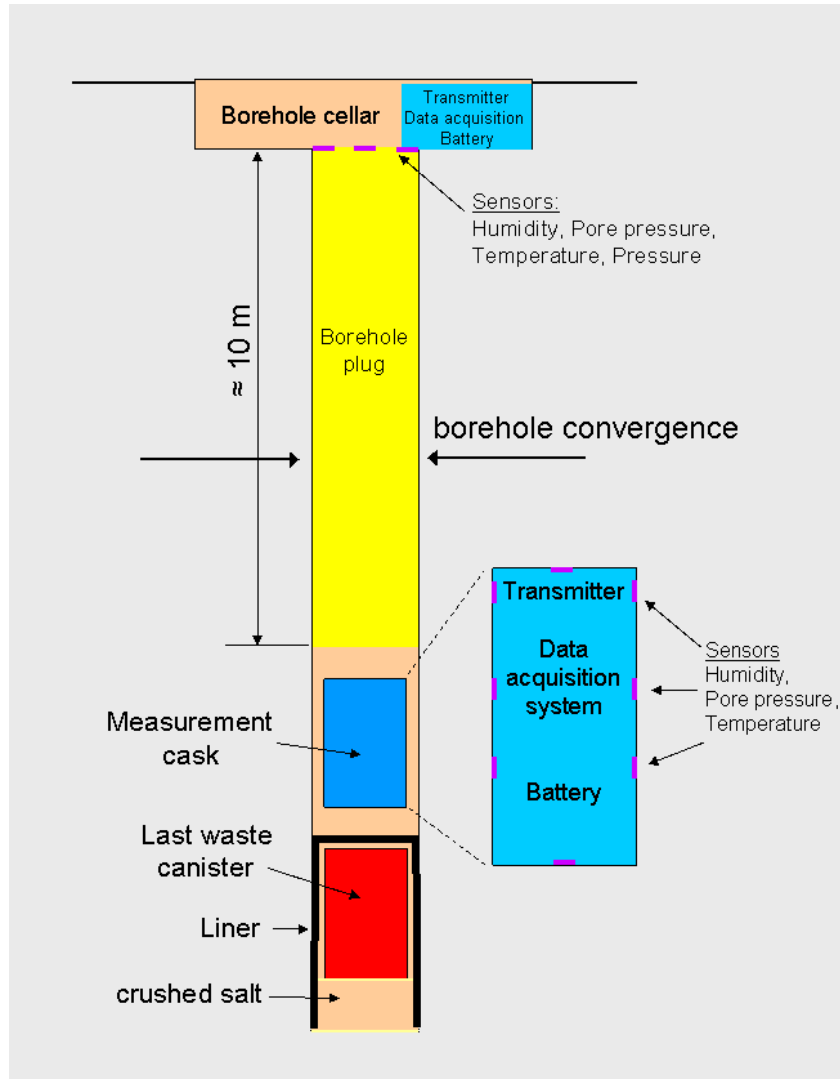 Borehole cellar
Transmitter
Data acquisition
Battery
Sensors:
Humidity, Pore pressure,
Temperature, Pressure
≈ 10 m
Borehole
plug
borehole convergence
Transmitter
Data
acquisition
system
Battery
Sensors
Humidity,
Pore pressure,
Temperature
Measurement
cask
Last waste
canister
Liner
crushed salt